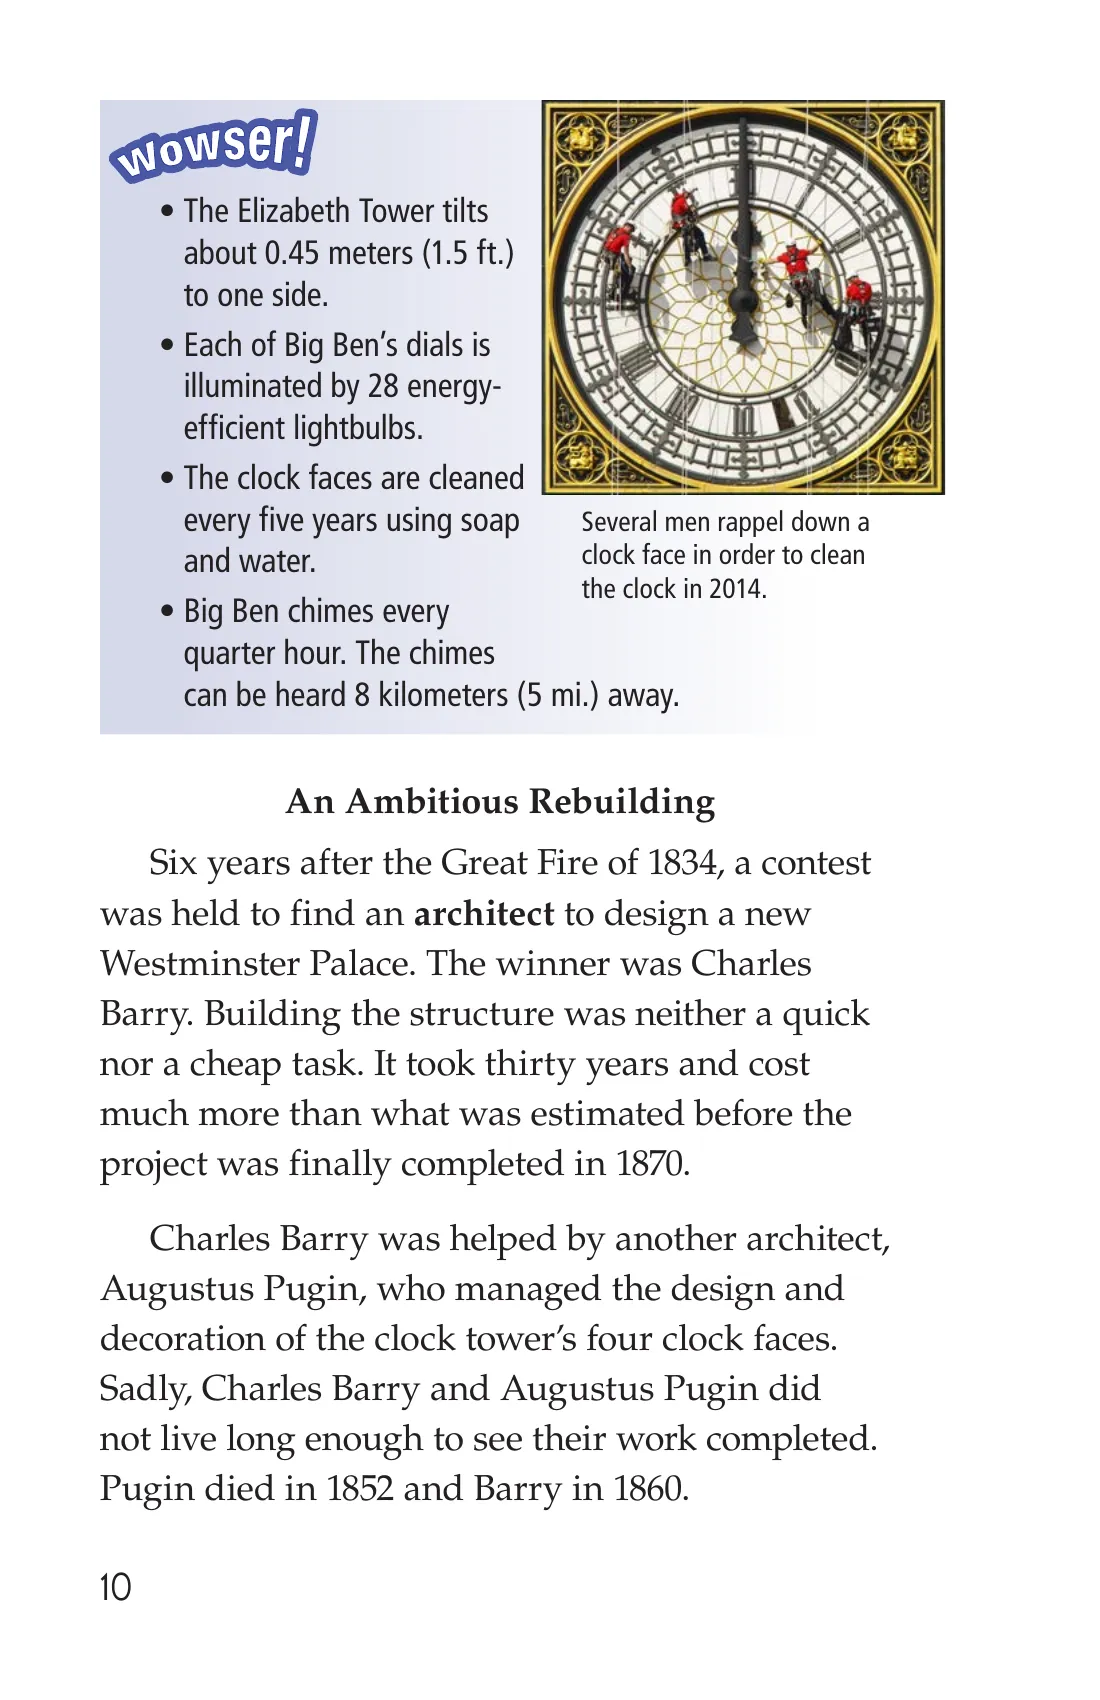 wowser!
• The Elizabeth Tower tilts
about 0.45 meters (1.5 ft.)
to one side.
• Each of Big Ben’s dials is
illuminated by 28 energy-
efficient lightbulbs.
• The clock faces are cleaned
every five years using soap
and water.
• Big Ben chimes every
quarter hour. The chimes
can be heard 8 kilometers (5 mi.) away.
Several men rappel down a
clock face in order to clean
the clock in 2014.
An Ambitious Rebuilding
Six years after the Great Fire of 1834, a contest
was held to find an architect to design a new
Westminster Palace. The winner was Charles
Barry. Building the structure was neither a quick
nor a cheap task. It took thirty years and cost
much more than what was estimated before the
project was finally completed in 1870.
Charles Barry was helped by another architect,
Augustus Pugin, who managed the design and
decoration of the clock tower’s four clock faces.
Sadly, Charles Barry and Augustus Pugin did
not live long enough to see their work completed.
Pugin died in 1852 and Barry in 1860.
10